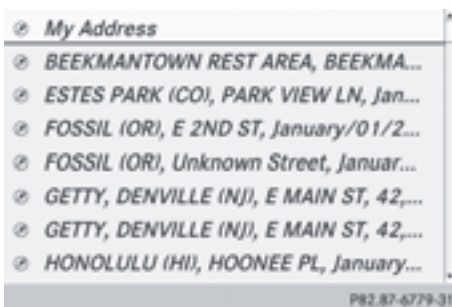 My Address
BEEKMANTOWN REST AREA, BEEKMA...
ESTES PARK (CO), PARK VIEW LN, Jan...
FOSSIL (OR), E 2ND ST, January/01/2...
FOSSIL (OR), Unknown Street, Januar...
GETTY, DENVILLE (NJ), E MAIN ST, 42,...
GETTY, DENVILLE (NJ), E MAIN ST, 42,...
HONOLULU (HI), HOONEE PL, January...
P82.87-6779-31